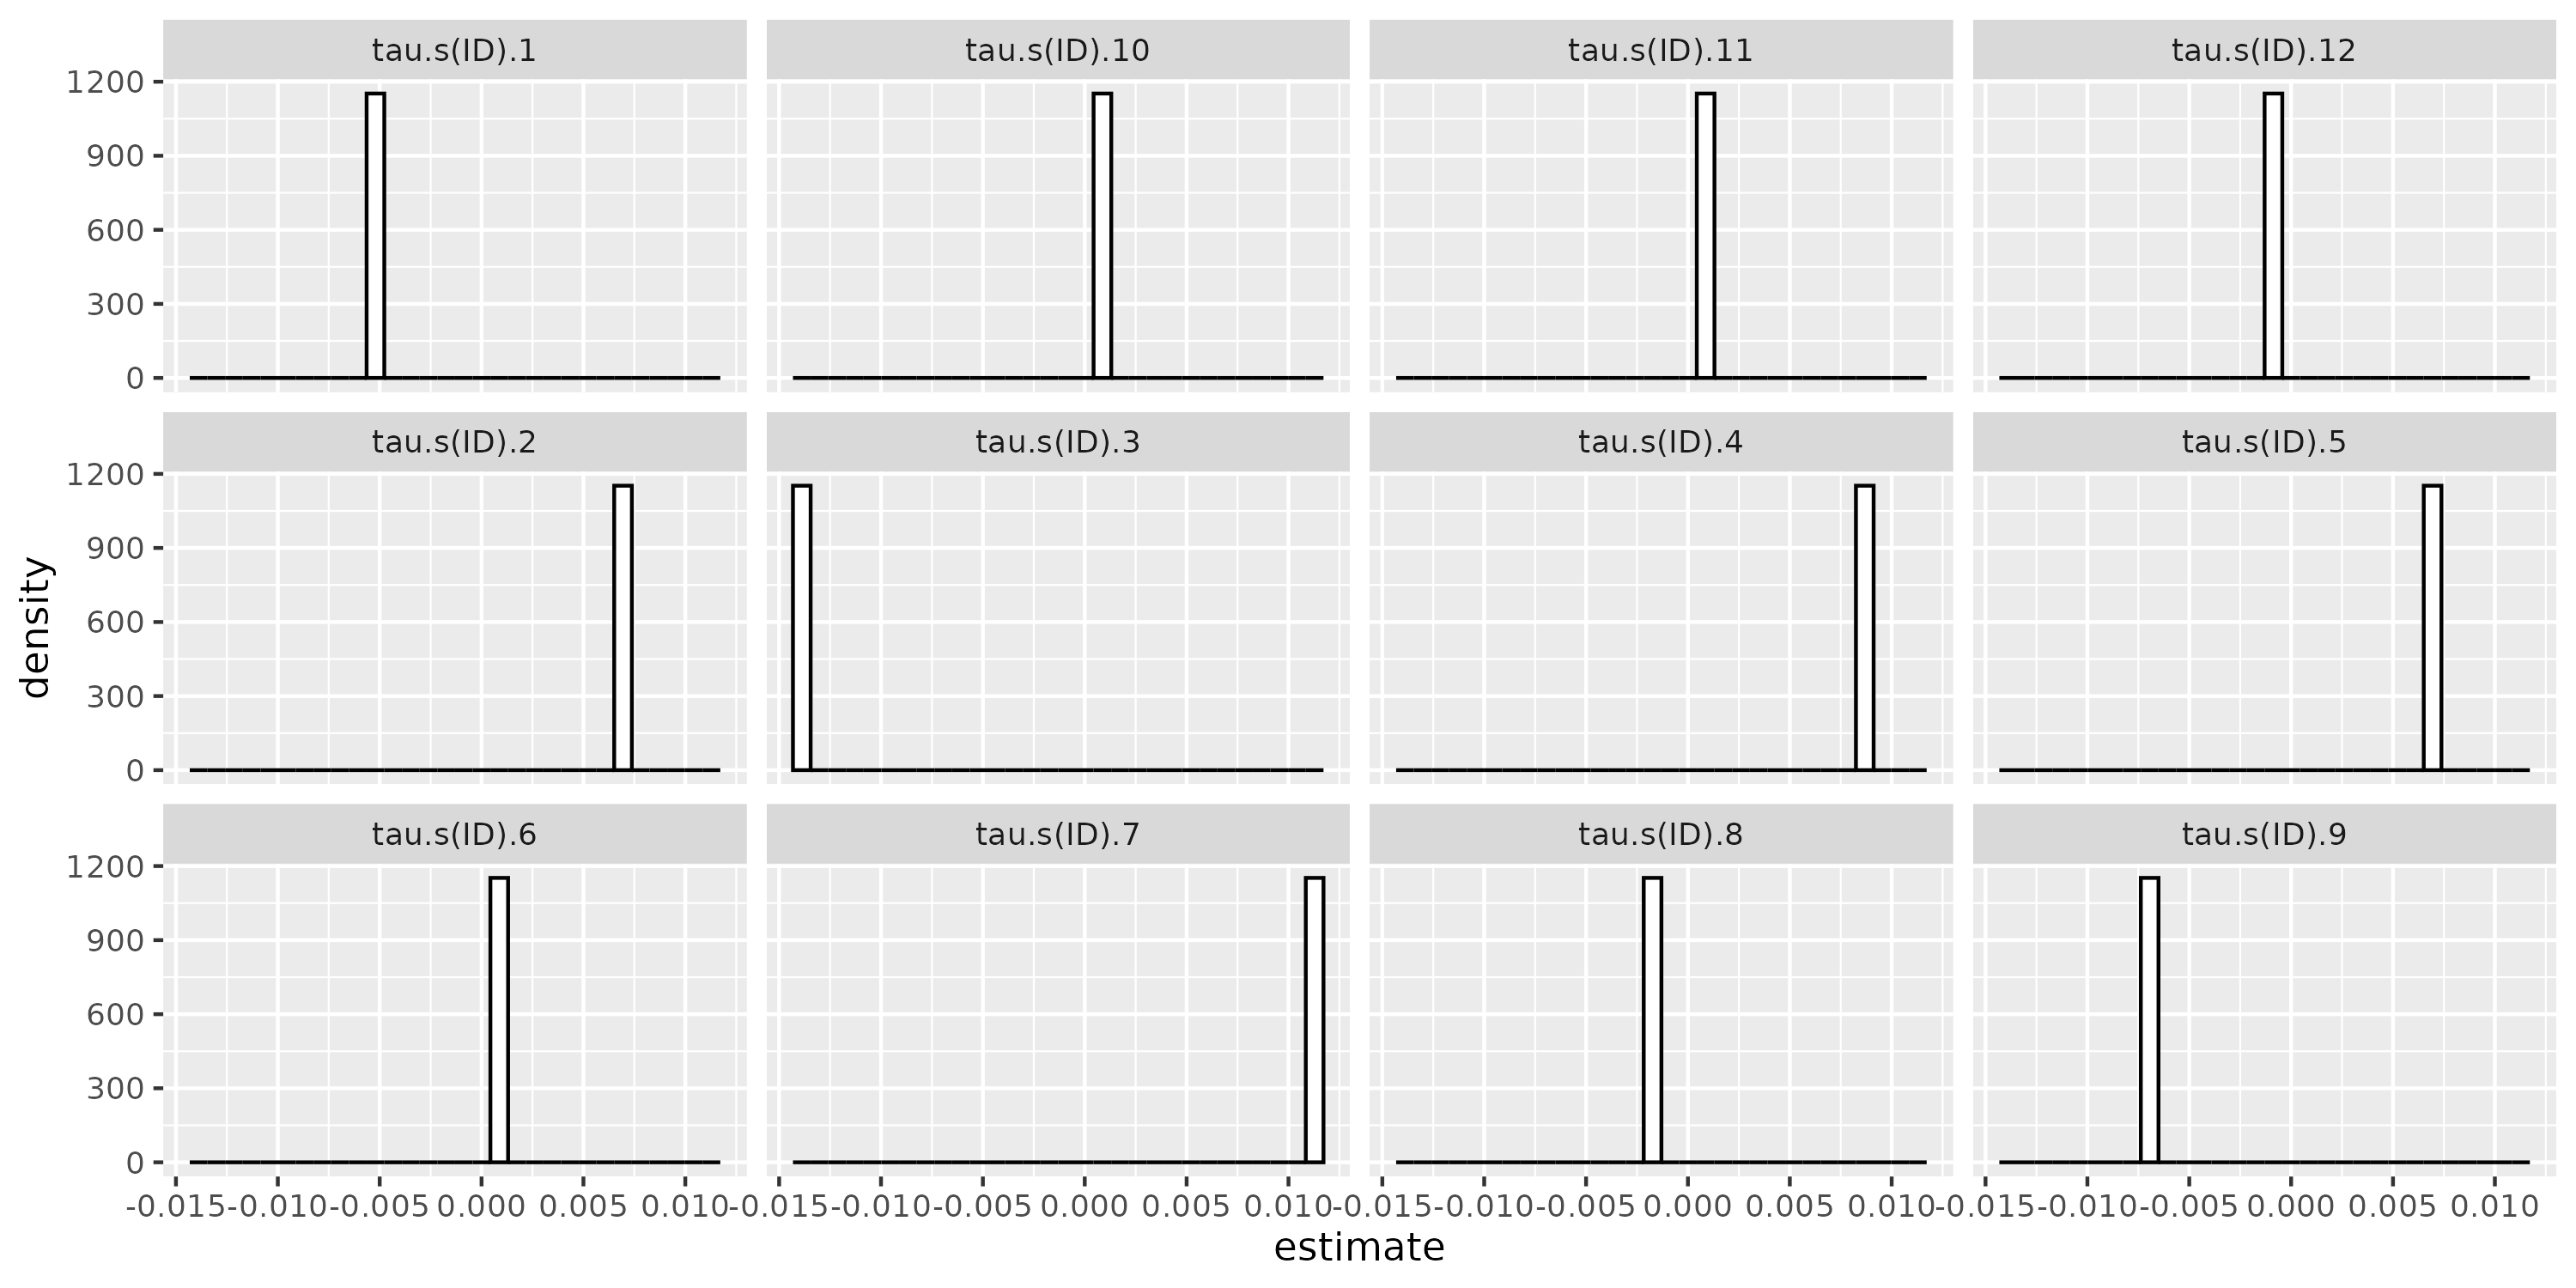 tau.s(ID).1 tau.s(ID).10 tau.s(ID).11 tau.s(ID).12
1200
900
600
300
0
tau.s(ID).2 tau.s(ID).3 tau.s(ID).4 tau.s(ID).5
1200
900
600
300
0
density
tau.s(ID).6 tau.s(ID).7 tau.s(ID).8 tau.s(ID).9
1200
900
600
300
0
-0.015 -0.010 -0.005 0.000 0.005 0.010 -0.015 -0.010 -0.005 0.000 0.005 0.010 -0.015 -0.010 -0.005 0.000 0.005 0.010 -0.015 -0.010 -0.005 0.000 0.005 0.010
estimate